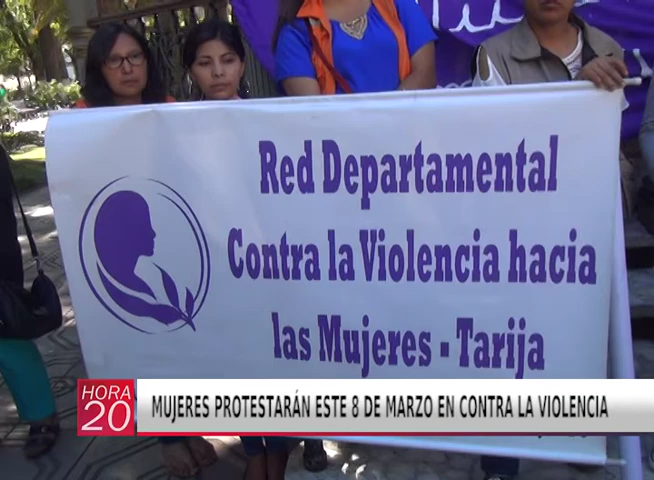 Red Departamental
Contra la Violencia hacia
las Mujeres - Tarija
HORA
20
MUJERES PROTESTARÁN ESTE 8 DE MARZO EN CONTRA LA VIOLENCIA